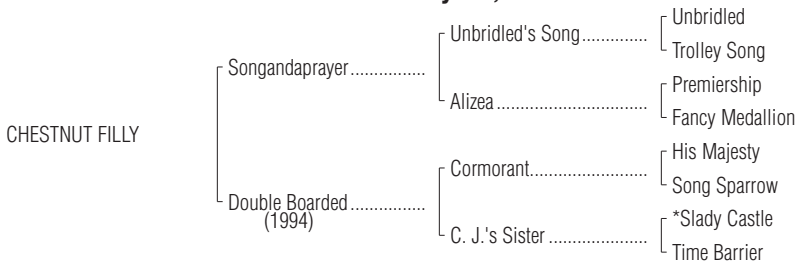 Unbridled
Unbridled's Song..............
Trolley Song
Songandaprayer................
Premiership
Alizea................................
Fancy Medallion
CHESTNUT FILLY
His Majesty
Cormorant.........................
Song Sparrow
Double Boarded................
(1994)
*Slady Castle
C. J.'s Sister .....................
Time Barrier